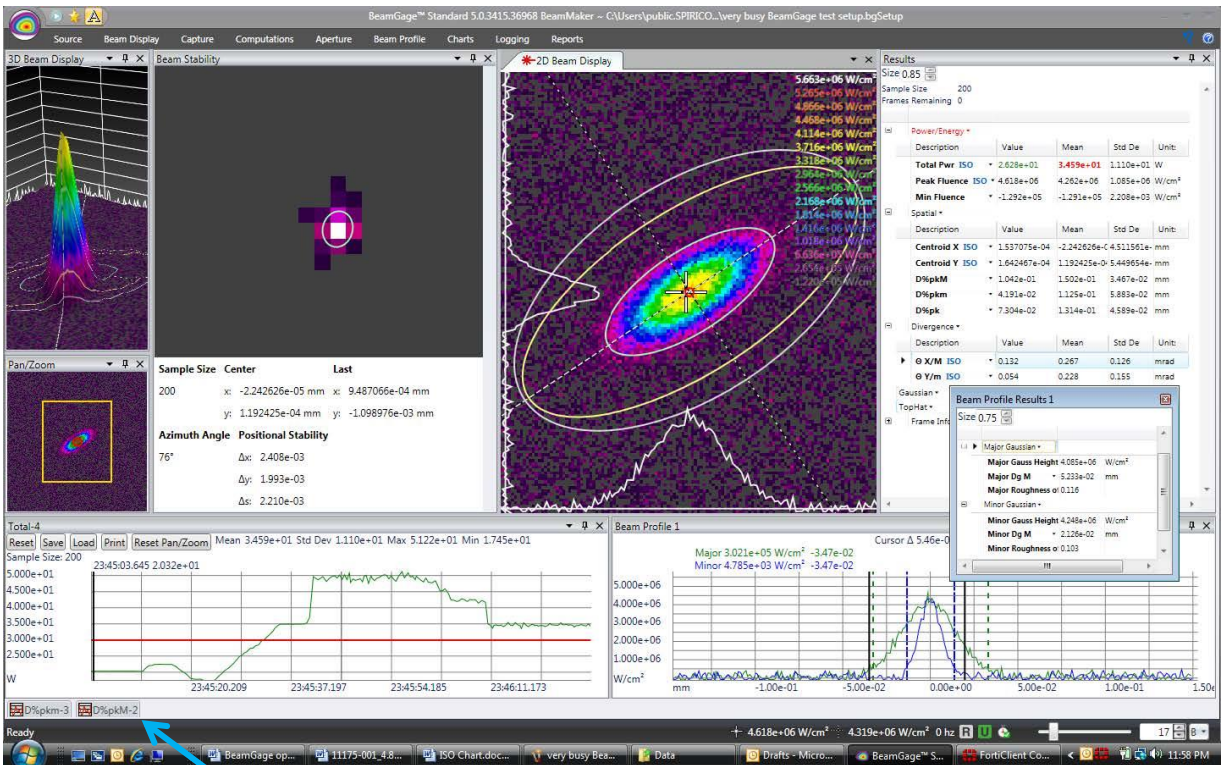 BeamGage™ Standard 5.0.3415.36968 BeamMaker ~ C:\Users\public.SPIRICO...\very busy BeamGage test setup.bgSetup
Source Beam Display Capture Computations Aperture Beam Profile Charts Logging Reports
3D Beam Display
Beam Stability
Sample Size Center Last
200 x: -2.242626e-05 mm x: 9.487066e-04 mm
y: 1.192425e-04 mm y: -1.098976e-03 mm
Azimuth Angle Positional Stability
76° Δx: 2.408e-03
Δy: 1.993e-03
Δs: 2.210e-03
Pan/Zoom
2D Beam Display
5.663e+06 W/cm²
5.265e+06 W/cm²
4.866e+06 W/cm²
4.468e+06 W/cm²
4.114e+06 W/cm²
3.716e+06 W/cm²
3.318e+06 W/cm²
2.964e+06 W/cm²
2.566e+06 W/cm²
2.168e+06 W/cm²
1.814e+06 W/cm²
1.416e+06 W/cm²
1.018e+06 W/cm²
6.636e+05 W/cm²
2.654e+05 W/cm²
Results
Size 0.85
Sample Size 200
Frames Remaining 0
Power/Energy
Description Value Mean Std De Unit:
Total Pwr ISO 2.628e+01 3.459e+01 1.110e+01 W
Peak Fluence ISO 4.618e+06 4.262e+06 1.085e+06 W/cm²
Min Fluence -1.292e+05 -1.291e+05 2.208e+03 W/cm²
Spatial
Description Value Mean Std De Unit:
Centroid X ISO 1.537075e-04 -2.242626e-0 4.511561e- mm
Centroid Y ISO 1.642467e-04 1.192425e-0 5.449654e- mm
D%pkM 1.042e-01 1.502e-01 5.467e-02 mm
D%pkm 4.191e-02 1.125e-01 5.883e-02 mm
D%pk 7.304e-02 1.314e-01 4.589e-02 mm
Divergence
Description Value Mean Std De Unit:
Θ X/M ISO 0.132 0.267 0.126 mrad
Θ Y/m ISO 0.054 0.228 0.155 mrad
Gaussian
TopHat
Frame Info
Beam Profile Results 1
Size 0.75
Major Gaussian
Major Gauss Height 4.085e+06 W/cm²
Major Dg M 5.233e-02 mm
Major Roughness o 0.116
Minor Gaussian
Minor Gauss Height 4.248e+06 W/cm²
Minor Dg M 2.126e-02 mm
Minor Roughness o 0.103
Total-4
Reset Save Load Print Reset Pan/Zoom Mean 3.459e+01 Std Dev 1.110e+01 Max 5.122e+01 Min 1.745e+01
Sample Size: 200
23:45:03.645 2.032e+01
5.000e+01
4.500e+01
4.000e+01
3.500e+01
3.000e+01
2.500e+01
W
23:45:20.209 23:45:37.197 23:45:54.185 23:46:11.173
Beam Profile 1
Cursor Δ 5.46e-0
Major 3.021e+05 W/cm² -3.47e-02
Minor 4.785e+03 W/cm² -3.47e-02
5.000e+06
4.000e+06
3.000e+06
2.000e+06
1.000e+06
W/cm²
mm -1.00e-01 -5.00e-02 0.00e+00 5.00e-02 1.00e-01 1.50e
D%pkm-3 D%pkM-2
Ready 4.618e+06 W/cm² 4.319e+06 W/cm² 0 hz R U 17 B
BeamGage op... 11175-001_4.8... ISO Chart.doc... very busy Bea... Data Drafts - Micro... BeamGage™ S... FortiClient Co... 11:58 PM